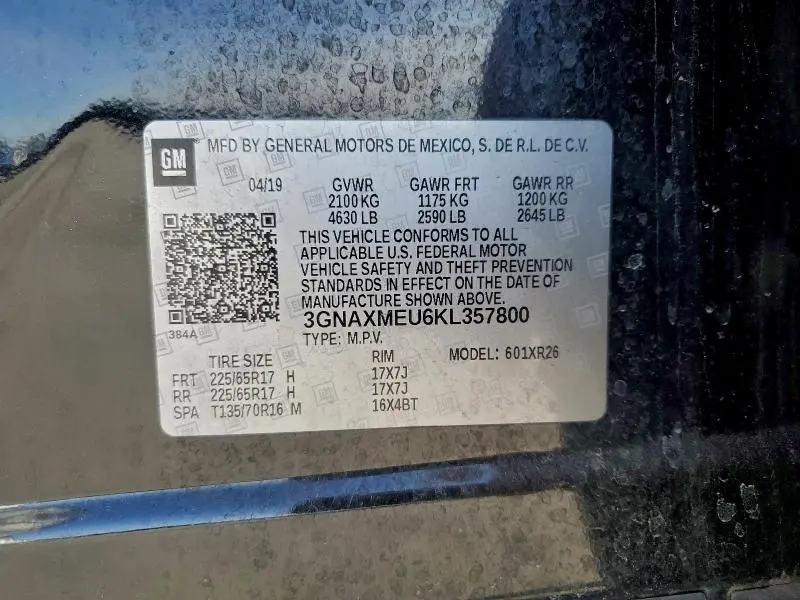 GM MFD BY GENERAL MOTORS DE MEXICO, S. DE R.L. DE C.V.
04/19 GVWR GAWR FRT GAWR RR
2100 KG 1175 KG 1200 KG
4630 LB 2590 LB 2645 LB
THIS VEHICLE CONFORMS TO ALL
APPLICABLE U.S. FEDERAL MOTOR
VEHICLE SAFETY AND THEFT PREVENTION
STANDARDS IN EFFECT ON THE DATE OF
MANUFACTURE SHOWN ABOVE.
3GNAXMEU6KL357800
384A
TYPE: M.P.V. MODEL: 601XR26
TIRE SIZE RIM
FRT 225/65R17 H 17X7J
RR 225/65R17 H 17X7J
SPA T135/70R16 M 16X4BT